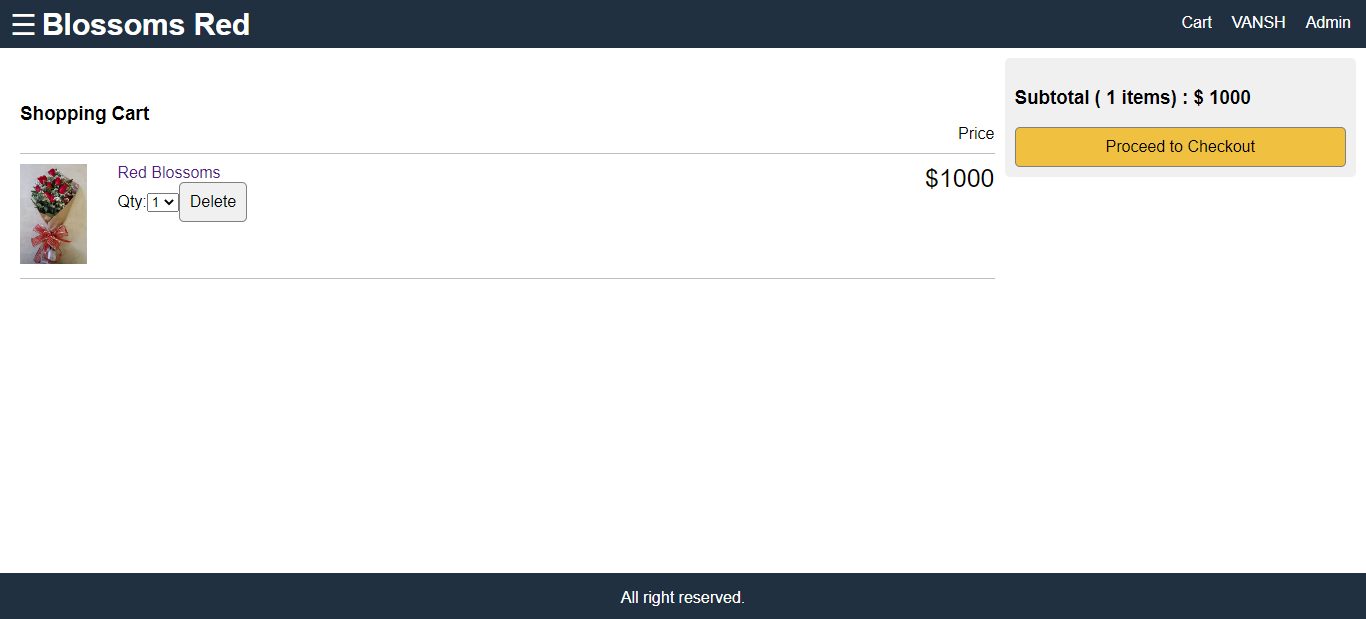 ☰ Blossoms Red
Cart VANSH Admin
Shopping Cart
Price
Red Blossoms
Qty: 1 Delete
$1000
Subtotal ( 1 items) : $ 1000
Proceed to Checkout
All right reserved.